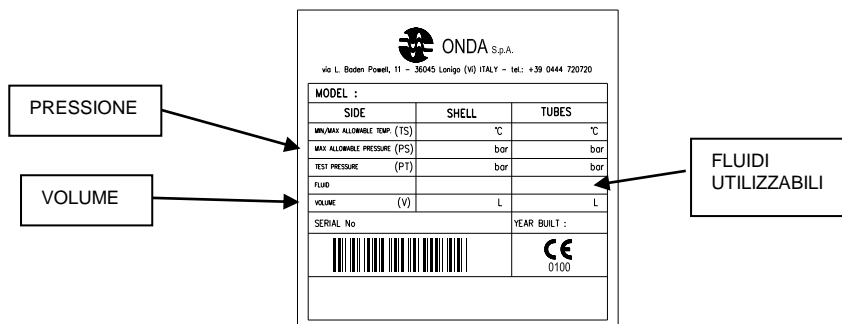 ONDA S.p.A.
via L. Baden Powell, 11 - 36045 Lonigo (Vi) ITALY - tel.: +39 0444 720720
MODEL :
SIDE SHELL TUBES
MIN/MAX ALLOWABLE TEMP. (TS) °C °C
PRESSIONE
MAX ALLOWABLE PRESSURE (PS) bar bar
TEST PRESSURE (PT) bar bar
FLUID
FLUIDI
UTILIZZABILI
VOLUME
VOLUME (V) L L
SERIAL No YEAR BUILT :
CE
0100